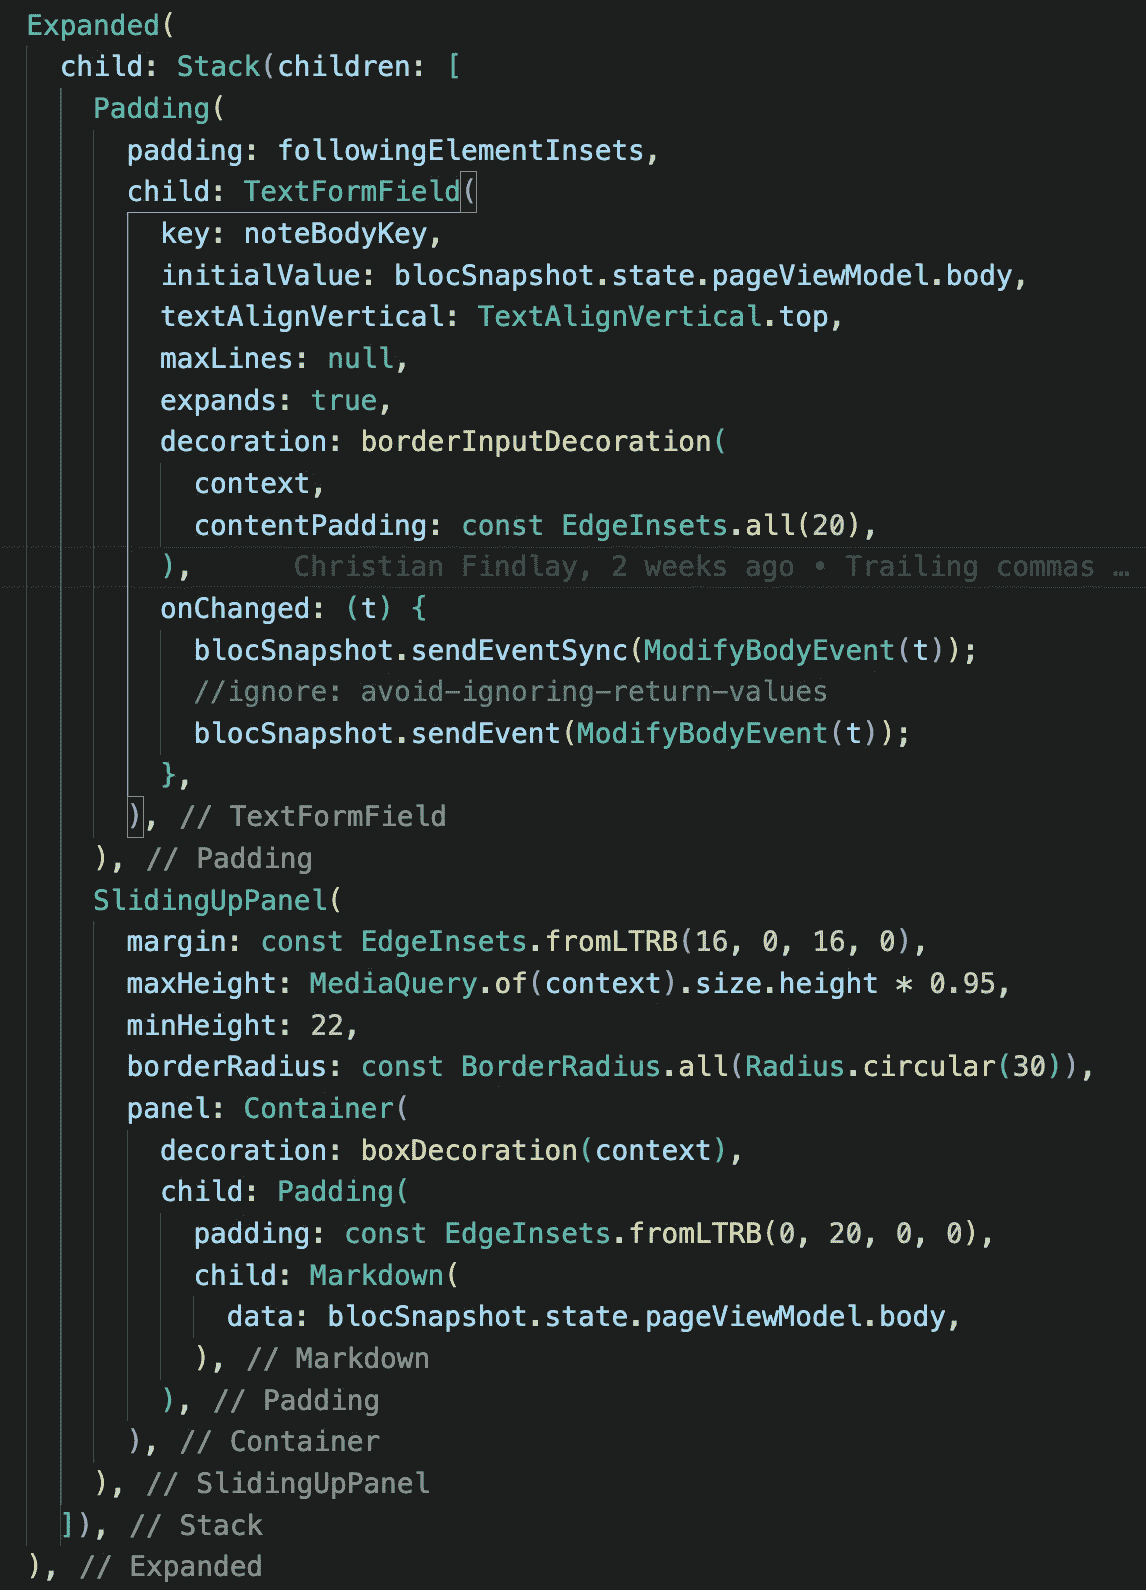 Expanded(
  child: Stack(children: [
    Padding(
      padding: followingElementInsets,
      child: TextFormField(
        key: noteBodyKey,
        initialValue: blocSnapshot.state.pageViewModel.body,
        textAlignVertical: TextAlignVertical.top,
        maxLines: null,
        expands: true,
        decoration: borderInputDecoration(
          context,
          contentPadding: const EdgeInsets.all(20),
        ),      Christian Findlay, 2 weeks ago • Trailing commas …
        onChanged: (t) {
          blocSnapshot.sendEventSync(ModifyBodyEvent(t));
          //ignore: avoid-ignoring-return-values
          blocSnapshot.sendEvent(ModifyBodyEvent(t));
        },
      ), // TextFormField
    ), // Padding
    SlidingUpPanel(
      margin: const EdgeInsets.fromLTRB(16, 0, 16, 0),
      maxHeight: MediaQuery.of(context).size.height * 0.95,
      minHeight: 22,
      borderRadius: const BorderRadius.all(Radius.circular(30)),
      panel: Container(
        decoration: boxDecoration(context),
        child: Padding(
          padding: const EdgeInsets.fromLTRB(0, 20, 0, 0),
          child: Markdown(
            data: blocSnapshot.state.pageViewModel.body,
          ), // Markdown
        ), // Padding
      ), // Container
    ), // SlidingUpPanel
  ]), // Stack
), // Expanded